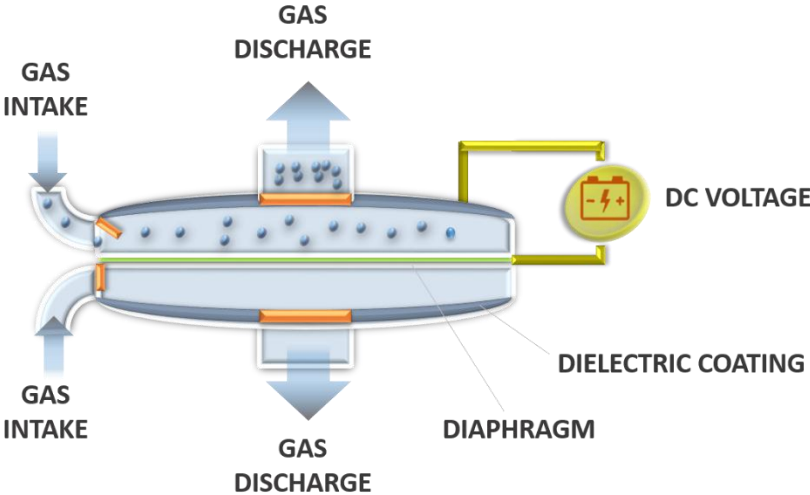 GAS
DISCHARGE
GAS
INTAKE
DC VOLTAGE
DIELECTRIC COATING
GAS
INTAKE
DIAPHRAGM
GAS
DISCHARGE